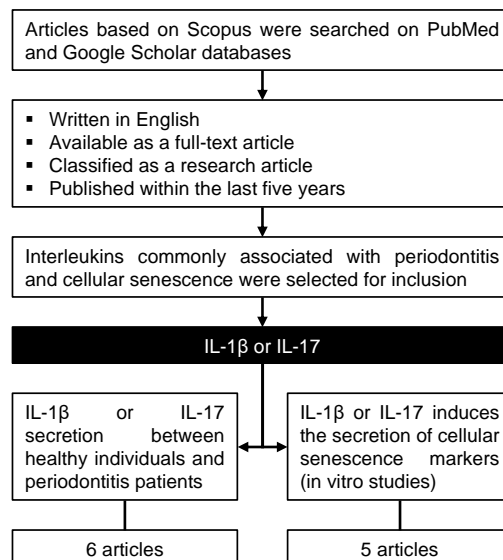 Articles based on Scopus were searched on PubMed
and Google Scholar databases
▪ Written in English
▪ Available as a full-text article
▪ Classified as a research article
▪ Published within the last five years
Interleukins commonly associated with periodontitis
and cellular senescence were selected for inclusion
IL-1β or IL-17
IL-1β or IL-17
secretion between
healthy individuals and
periodontitis patients
IL-1β or IL-17 induces
the secretion of cellular
senescence markers
(in vitro studies)
6 articles
5 articles